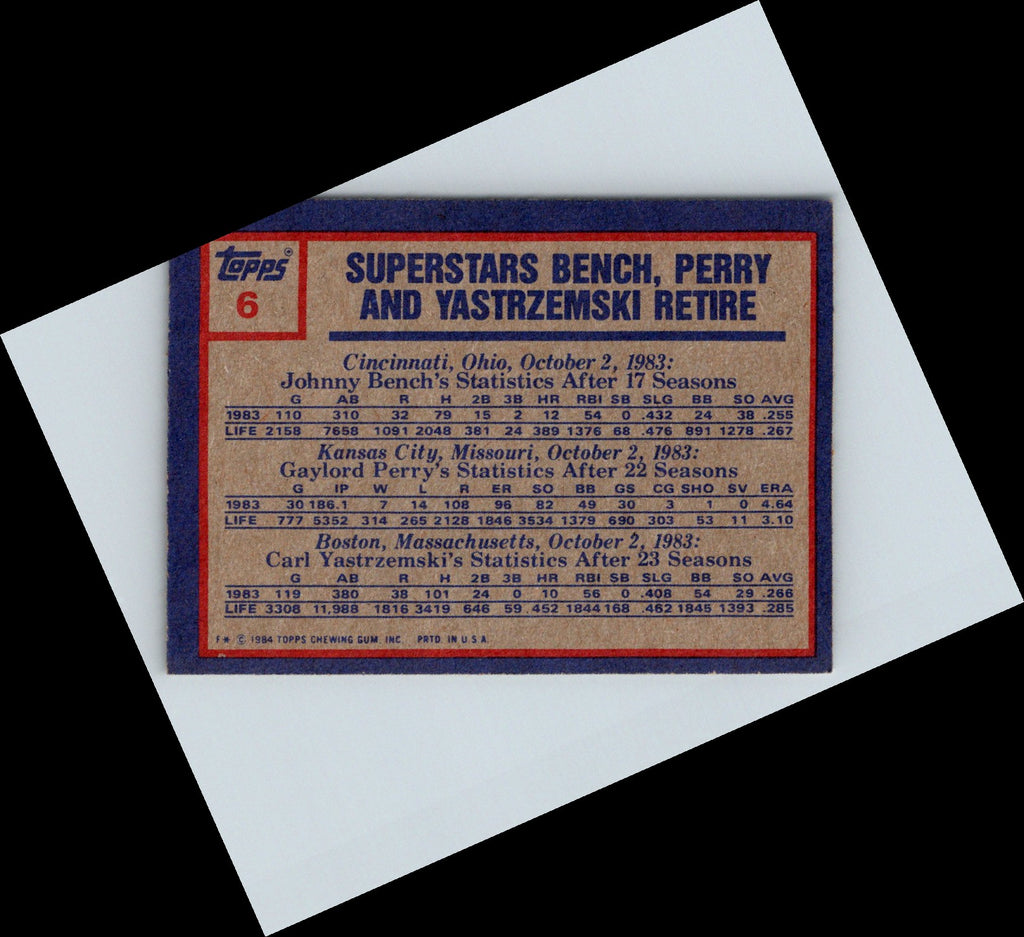 Topps®
6
SUPERSTARS BENCH, PERRY
AND YASTRZEMSKI RETIRE
Cincinnati, Ohio, October 2, 1983:
Johnny Bench's Statistics After 17 Seasons
G AB R H 2B 3B HR RBI SB SLG BB SO AVG
1983 110 310 32 79 15 2 12 54 0 .432 24 38 .255
LIFE 2158 7658 1091 2048 381 24 389 1376 68 .476 891 1278 .267
Kansas City, Missouri, October 2, 1983:
Gaylord Perry's Statistics After 22 Seasons
G IP W L R ER SO BB GS CG SHO SV ERA
1983 30 186.1 7 14 108 96 82 49 30 3 1 0 4.64
LIFE 777 5352 314 265 2128 1846 3534 1379 690 303 53 11 3.10
Boston, Massachusetts, October 2, 1983:
Carl Yastrzemski's Statistics After 23 Seasons
G AB R H 2B 3B HR RBI SB SLG BB SO AVG
1983 119 380 38 101 24 0 10 56 0 .408 54 29 .266
LIFE 3308 11,988 1816 3419 646 59 .452 1844 168 .462 1845 1393 .285
F* © 1984 TOPPS CHEWING GUM, INC. PRTD. IN U.S.A.